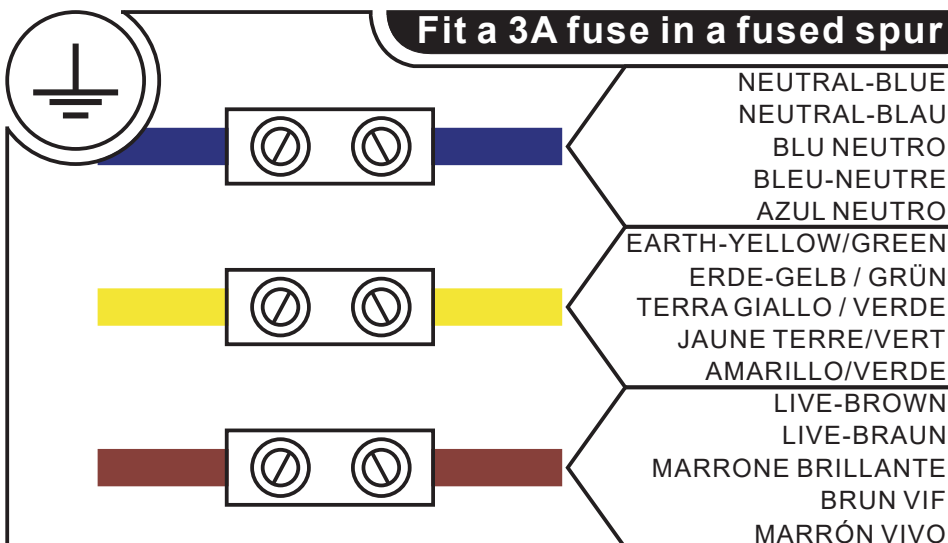 Fit a 3A fuse in a fused spur
NEUTRAL-BLUE
NEUTRAL-BLAU
BLU NEUTRO
BLEU-NEUTRE
AZUL NEUTRO
EARTH-YELLOW/GREEN
ERDE-GELB / GRÜN
TERRA GIALLO / VERDE
JAUNE TERRE/VERT
AMARILLO/VERDE
LIVE-BROWN
LIVE-BRAUN
MARRONE BRILLANTE
BRUN VIF
MARRÓN VIVO